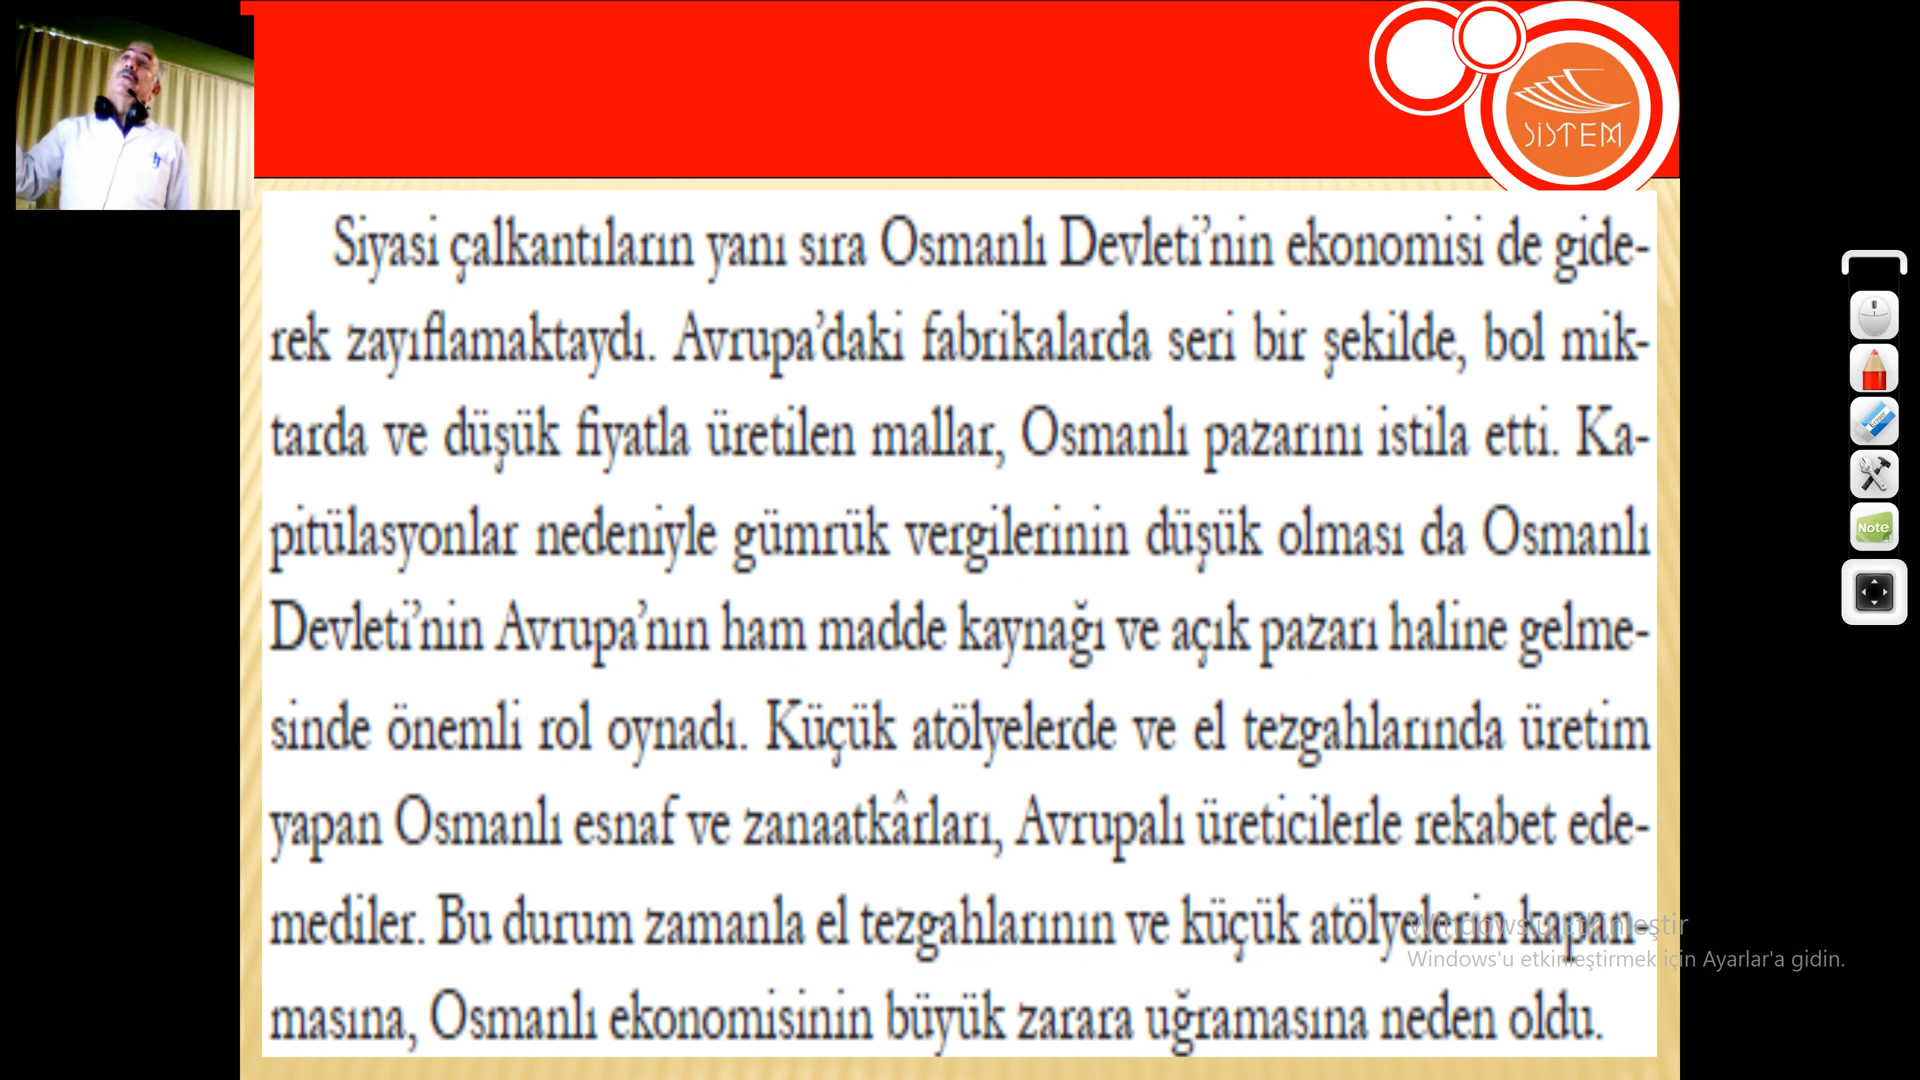 SİSTEM
Siyasi çalkantıların yanı sıra Osmanlı Devleti'nin ekonomisi de gide-
rek zayıflamaktaydı. Avrupa'daki fabrikalarda seri bir şekilde, bol mik-
tarda ve düşük fiyatla üretilen mallar, Osmanlı pazarını istila etti. Ka-
pitülasyonlar nedeniyle gümrük vergilerinin düşük olması da Osmanlı
Devleti'nin Avrupa'nın ham madde kaynağı ve açık pazarı haline gelme-
sinde önemli rol oynadı. Küçük atölyelerde ve el tezgahlarında üretim
yapan Osmanlı esnaf ve zanaatkârları, Avrupalı üreticilerle rekabet ede-
mediler. Bu durum zamanla el tezgahlarının ve küçük atölyelerin kapan-
masına, Osmanlı ekonomisinin büyük zarara uğramasına neden oldu.
Windows'u Etkinleştir
Windows'u etkinleştirmek için Ayarlar'a gidin.
Note